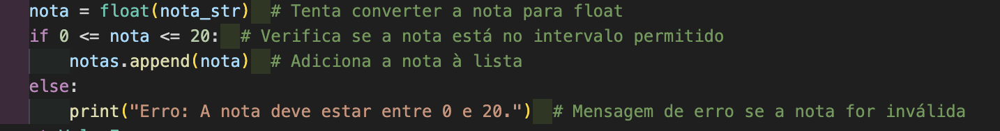 nota = float(nota_str)  # Tenta converter a nota para float
if 0 <= nota <= 20:  # Verifica se a nota está no intervalo permitido
notas.append(nota)  # Adiciona a nota à lista
else:
print("Erro: A nota deve estar entre 0 e 20.")  # Mensagem de erro se a nota for inválida